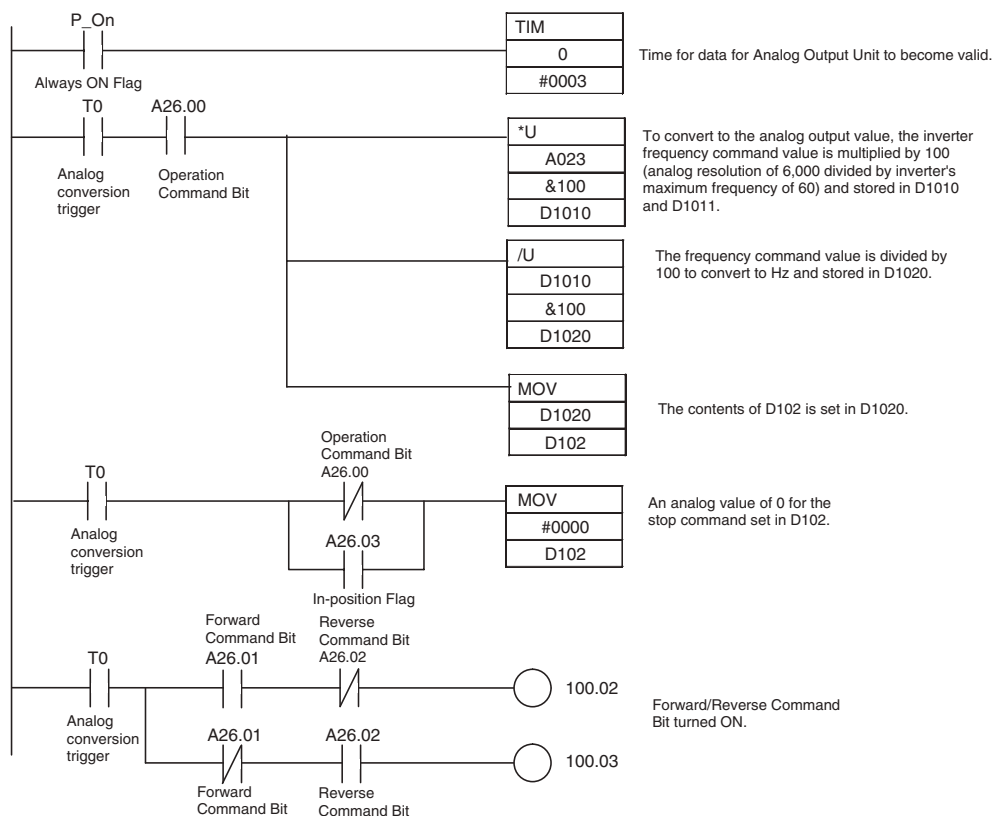 P_On
Always ON Flag
TIM
0
#0003
Time for data for Analog Output Unit to become valid.
T0
A26.00
Analog
conversion
trigger
Operation
Command Bit
*U
A023
&100
D1010
To convert to the analog output value, the inverter
frequency command value is multiplied by 100
(analog resolution of 6,000 divided by inverter's
maximum frequency of 60) and stored in D1010
and D1011.
/U
D1010
&100
D1020
The frequency command value is divided by
100 to convert to Hz and stored in D1020.
MOV
D1020
D102
The contents of D102 is set in D1020.
T0
Analog
conversion
trigger
Operation
Command Bit
A26.00
A26.03
In-position Flag
MOV
#0000
D102
An analog value of 0 for the
stop command set in D102.
T0
Analog
conversion
trigger
Forward
Command Bit
A26.01
Reverse
Command Bit
A26.02
100.02
A26.01
Forward
Command Bit
A26.02
Reverse
Command Bit
100.03
Forward/Reverse Command
Bit turned ON.